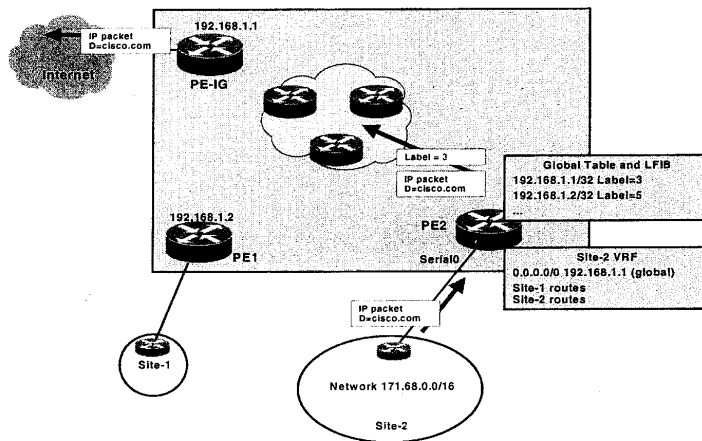 192.168.1.1
IP packet
D=cisco.com
Internet
PE-IG
Label = 3
IP packet
D=cisco.com
Global Table and LFIB
192.168.1.1/32 Label=3
192.168.1.2/32 Label=5
...
192.168.1.2
PE2
PE1
Serial0
Site-2 VRF
0.0.0.0/0 192.168.1.1 (global)
Site-1 routes
Site-2 routes
IP packet
D=cisco.com
Site-1
Network 171.68.0.0/16
Site-2